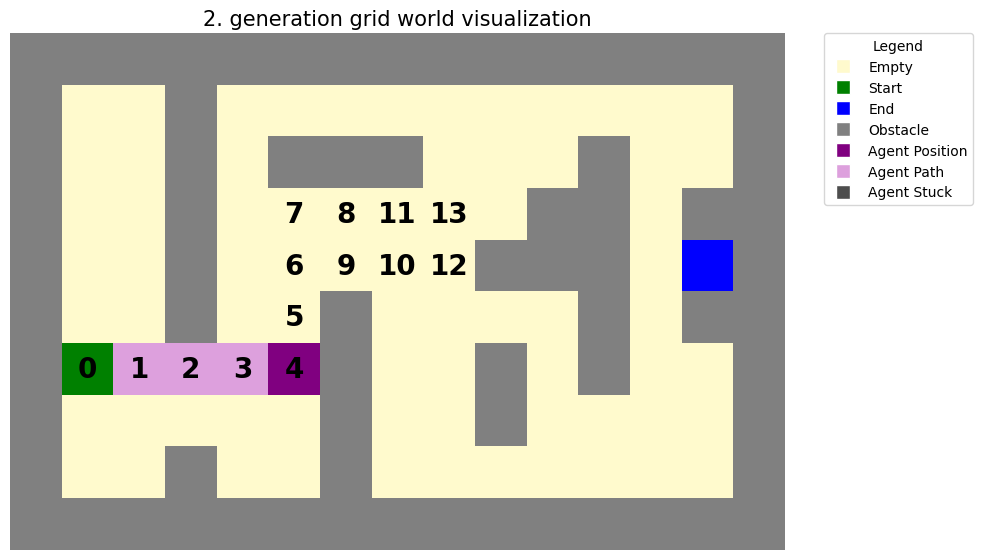 2. generation grid world visualization
Legend
Empty
Start
End
Obstacle
Agent Position
Agent Path
Agent Stuck
7 8 11 13
6 9 10 12
5
0 1 2 3 4